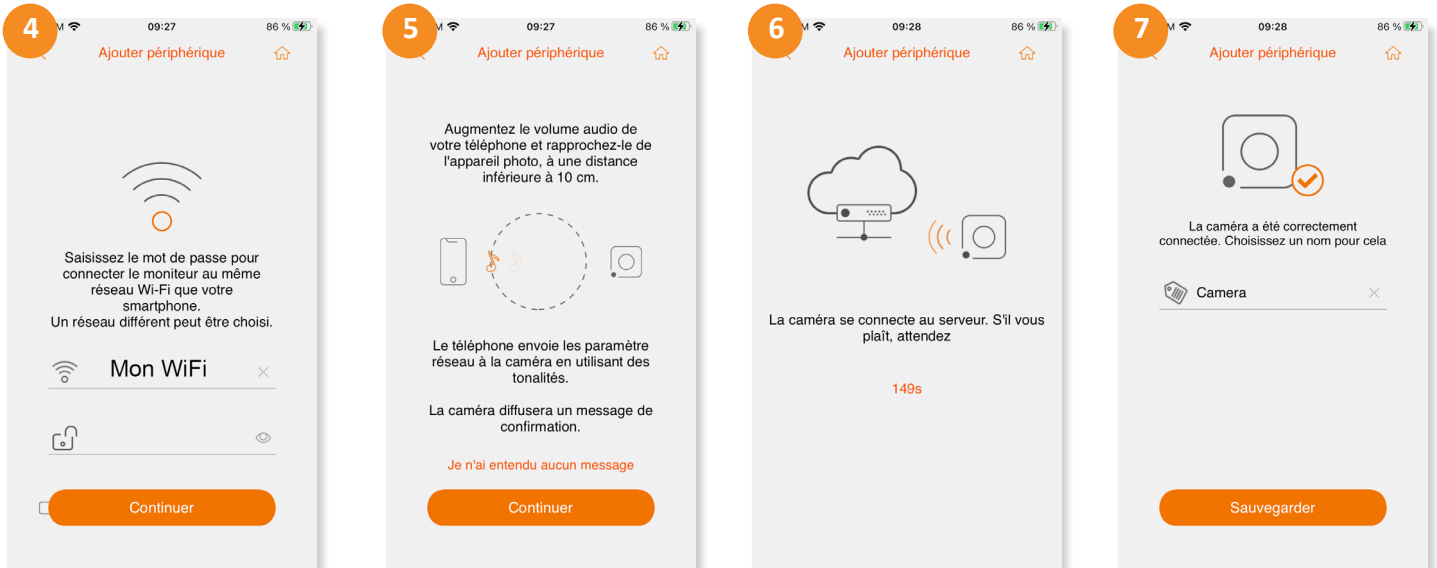 4
M
09:27
86 %
Ajouter périphérique
Saisissez le mot de passe pour
connecter le moniteur au même
réseau Wi-Fi que votre
smartphone.
Un réseau différent peut être choisi.
Mon WiFi
Continuer
5
M
09:27
86 %
Ajouter périphérique
Augmentez le volume audio de
votre téléphone et rapprochez-le de
l'appareil photo, à une distance
inférieure à 10 cm.
Le téléphone envoie les paramètre
réseau à la caméra en utilisant des
tonalités.
La caméra diffusera un message de
confirmation.
Je n'ai entendu aucun message
Continuer
6
M
09:28
86 %
Ajouter périphérique
La caméra se connecte au serveur. S'il vous
plaît, attendez
149s
7
M
09:28
86 %
Ajouter périphérique
La caméra a été correctement
connectée. Choisissez un nom pour cela
Camera
Sauvegarder